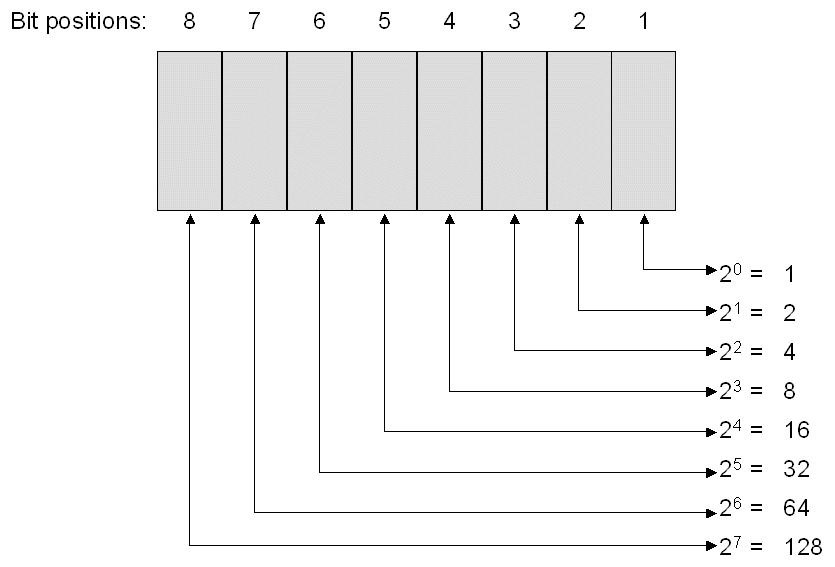 Bit positions: 8 7 6 5 4 3 2 1
2⁰ = 1
2¹ = 2
2² = 4
2³ = 8
2⁴ = 16
2⁵ = 32
2⁶ = 64
2⁷ = 128